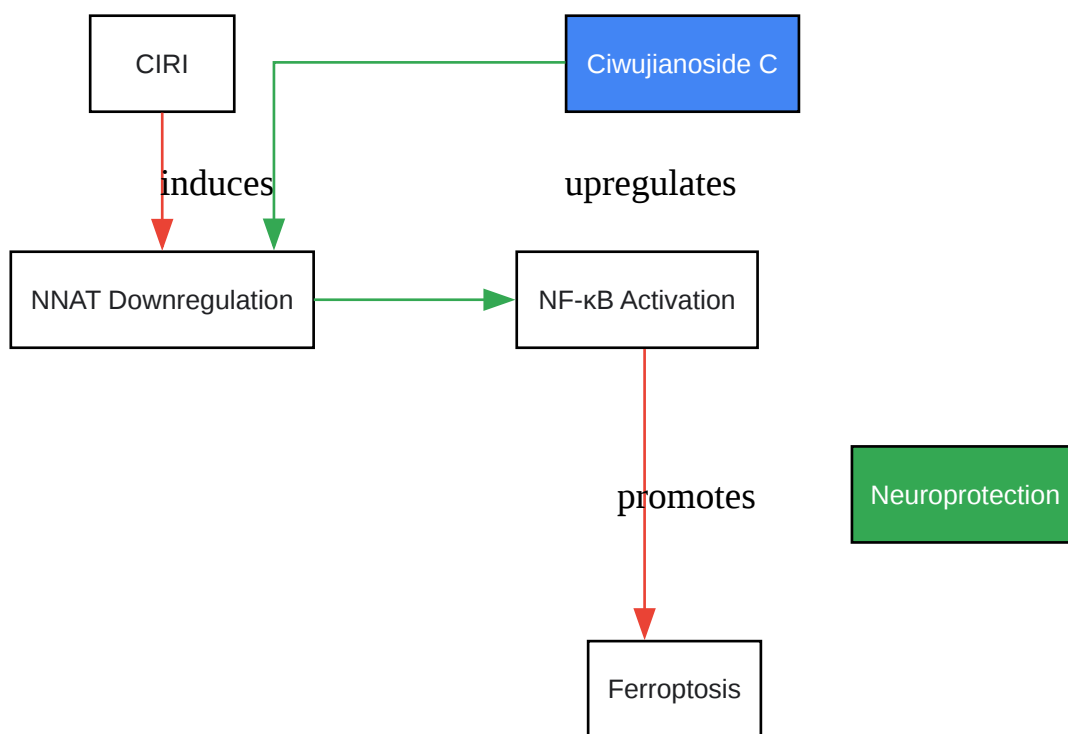 CIRI
Ciwujianoside C
induces
upregulates
NNAT Downregulation
NF-κB Activation
promotes
Neuroprotection
Ferroptosis